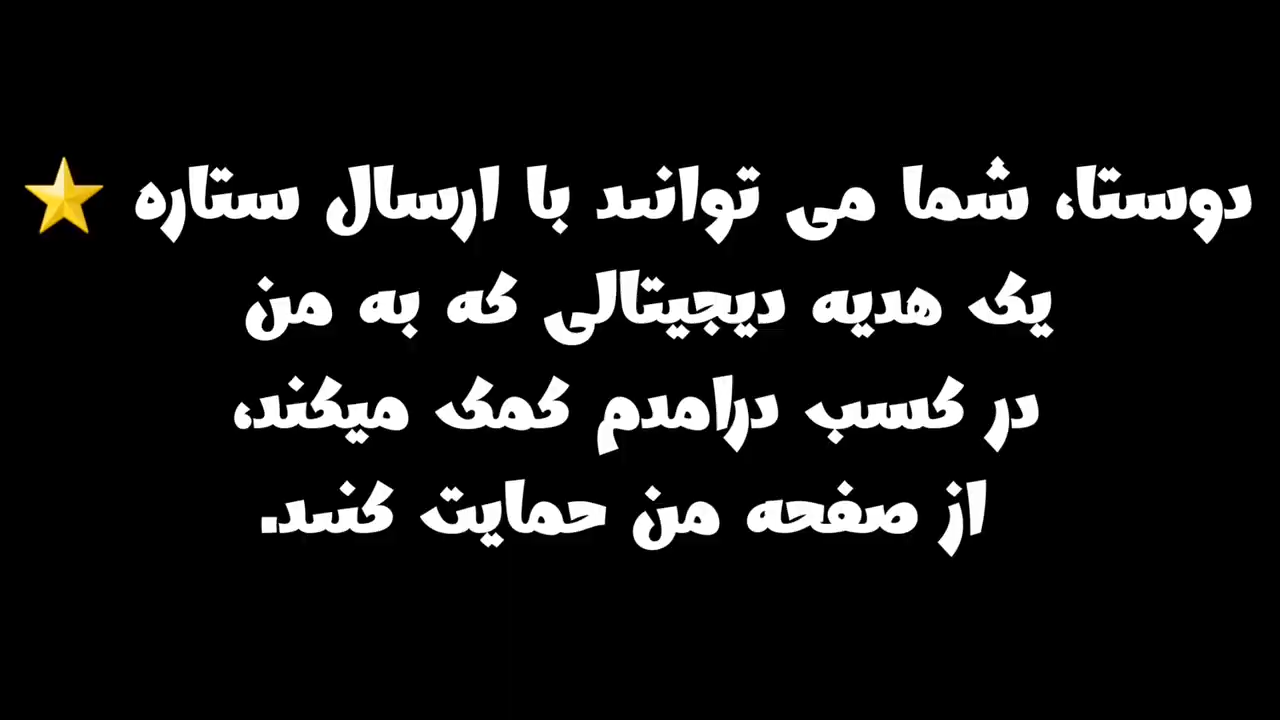 دوستا، شما می توانند با ارسال ستاره ⭐
یک هدیه دیجیتالی که به من
در کسب درامدم کمک میکند،
از صفحه من حمایت کنند.